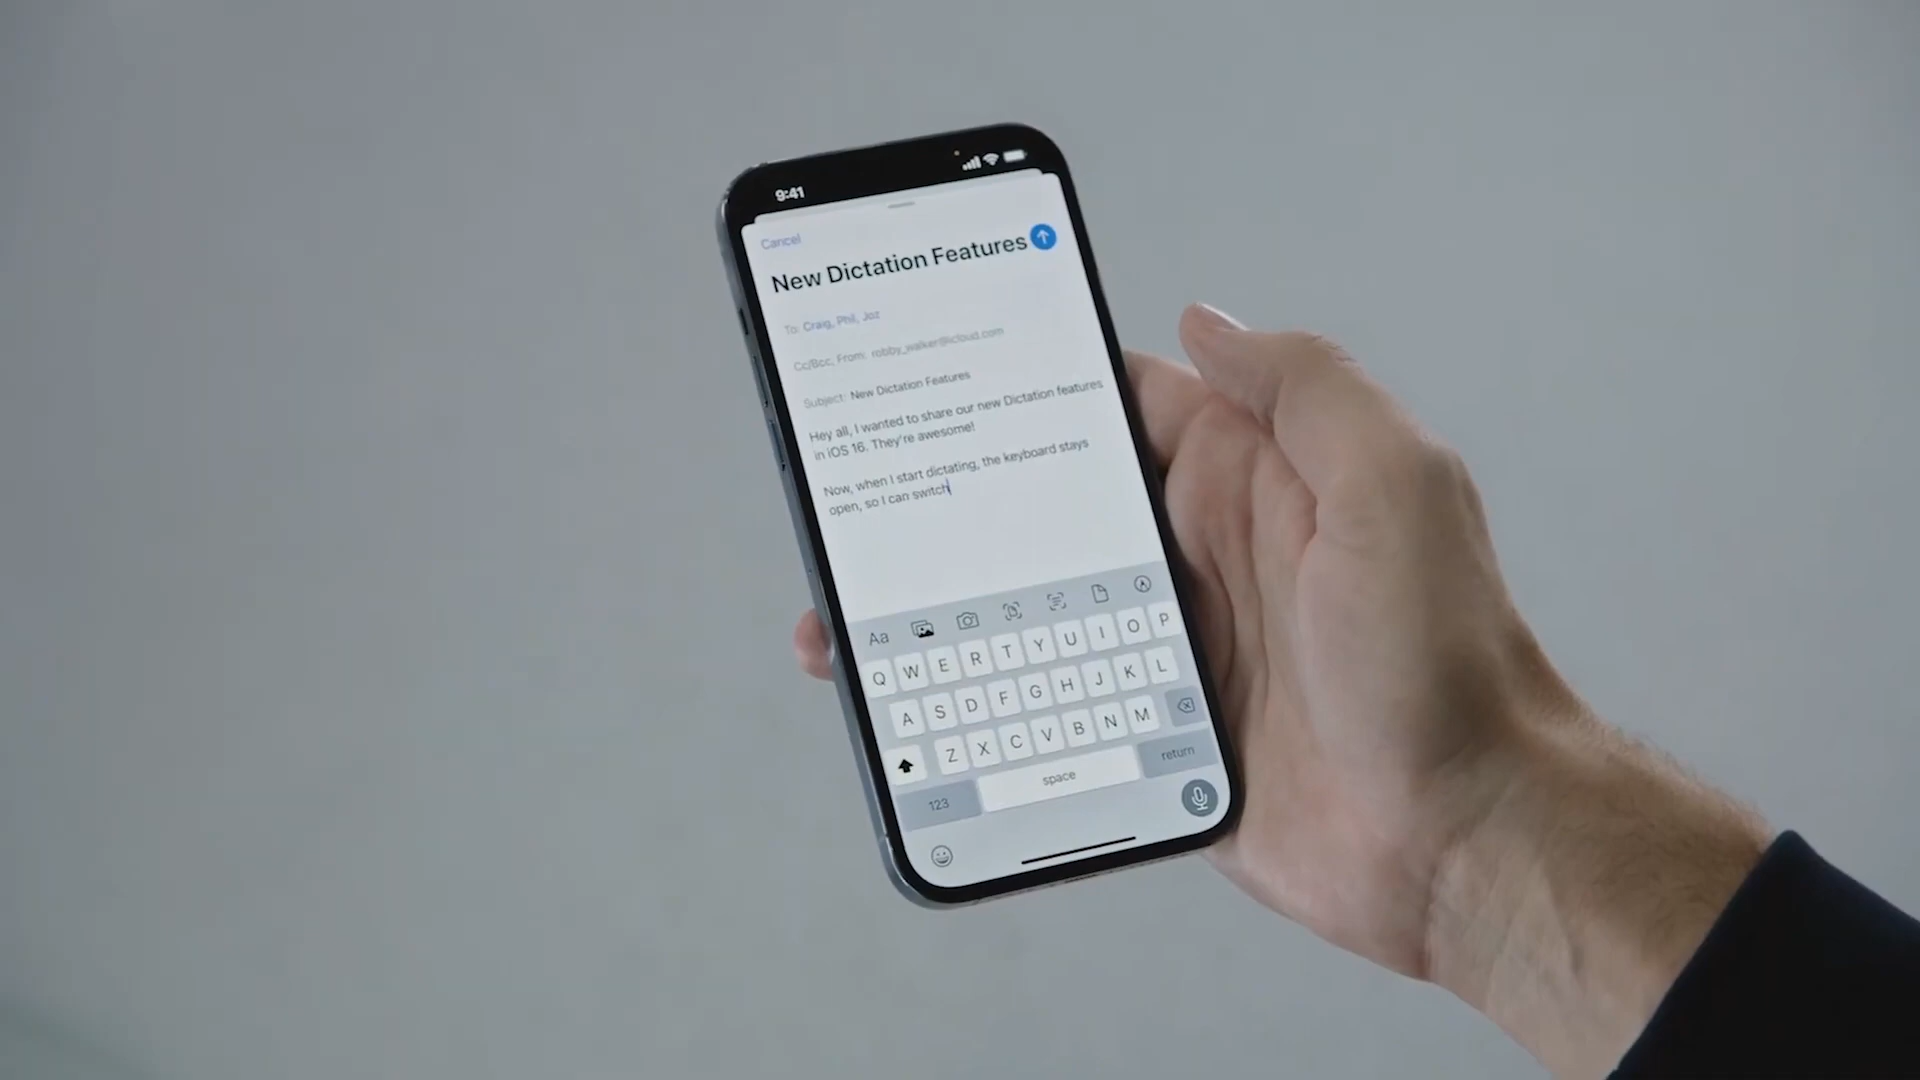 9:41
Cancel
New Dictation Features
To: Craig, Phil, Joz
Cc/Bcc, From: robby_walker@icloud.com
Subject: New Dictation Features
Hey all, I wanted to share our new Dictation features
in iOS 16. They're awesome!
Now, when I start dictating, the keyboard stays
open, so I can switch
Aa
Q W E R T Y U I O P
A S D F G H J K L
Z X C V B N M
123 space return